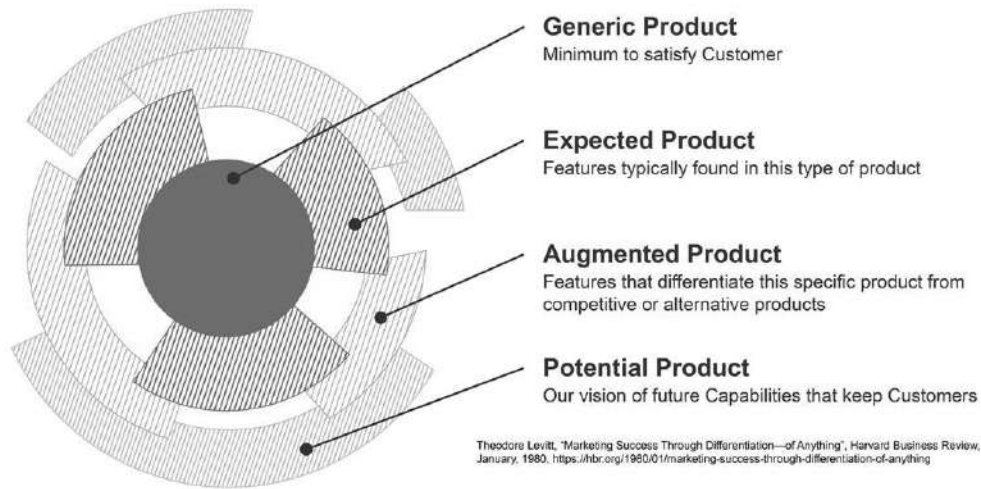 Generic Product
Minimum to satisfy Customer
Expected Product
Features typically found in this type of product
Augmented Product
Features that differentiate this specific product from
competitive or alternative products
Potential Product
Our vision of future Capabilities that keep Customers
Theodore Levitt, "Marketing Success Through Differentiation—of Anything", Harvard Business Review,
January, 1980, https://hbr.org/1980/01/marketing-success-through-differentiation-of-anything